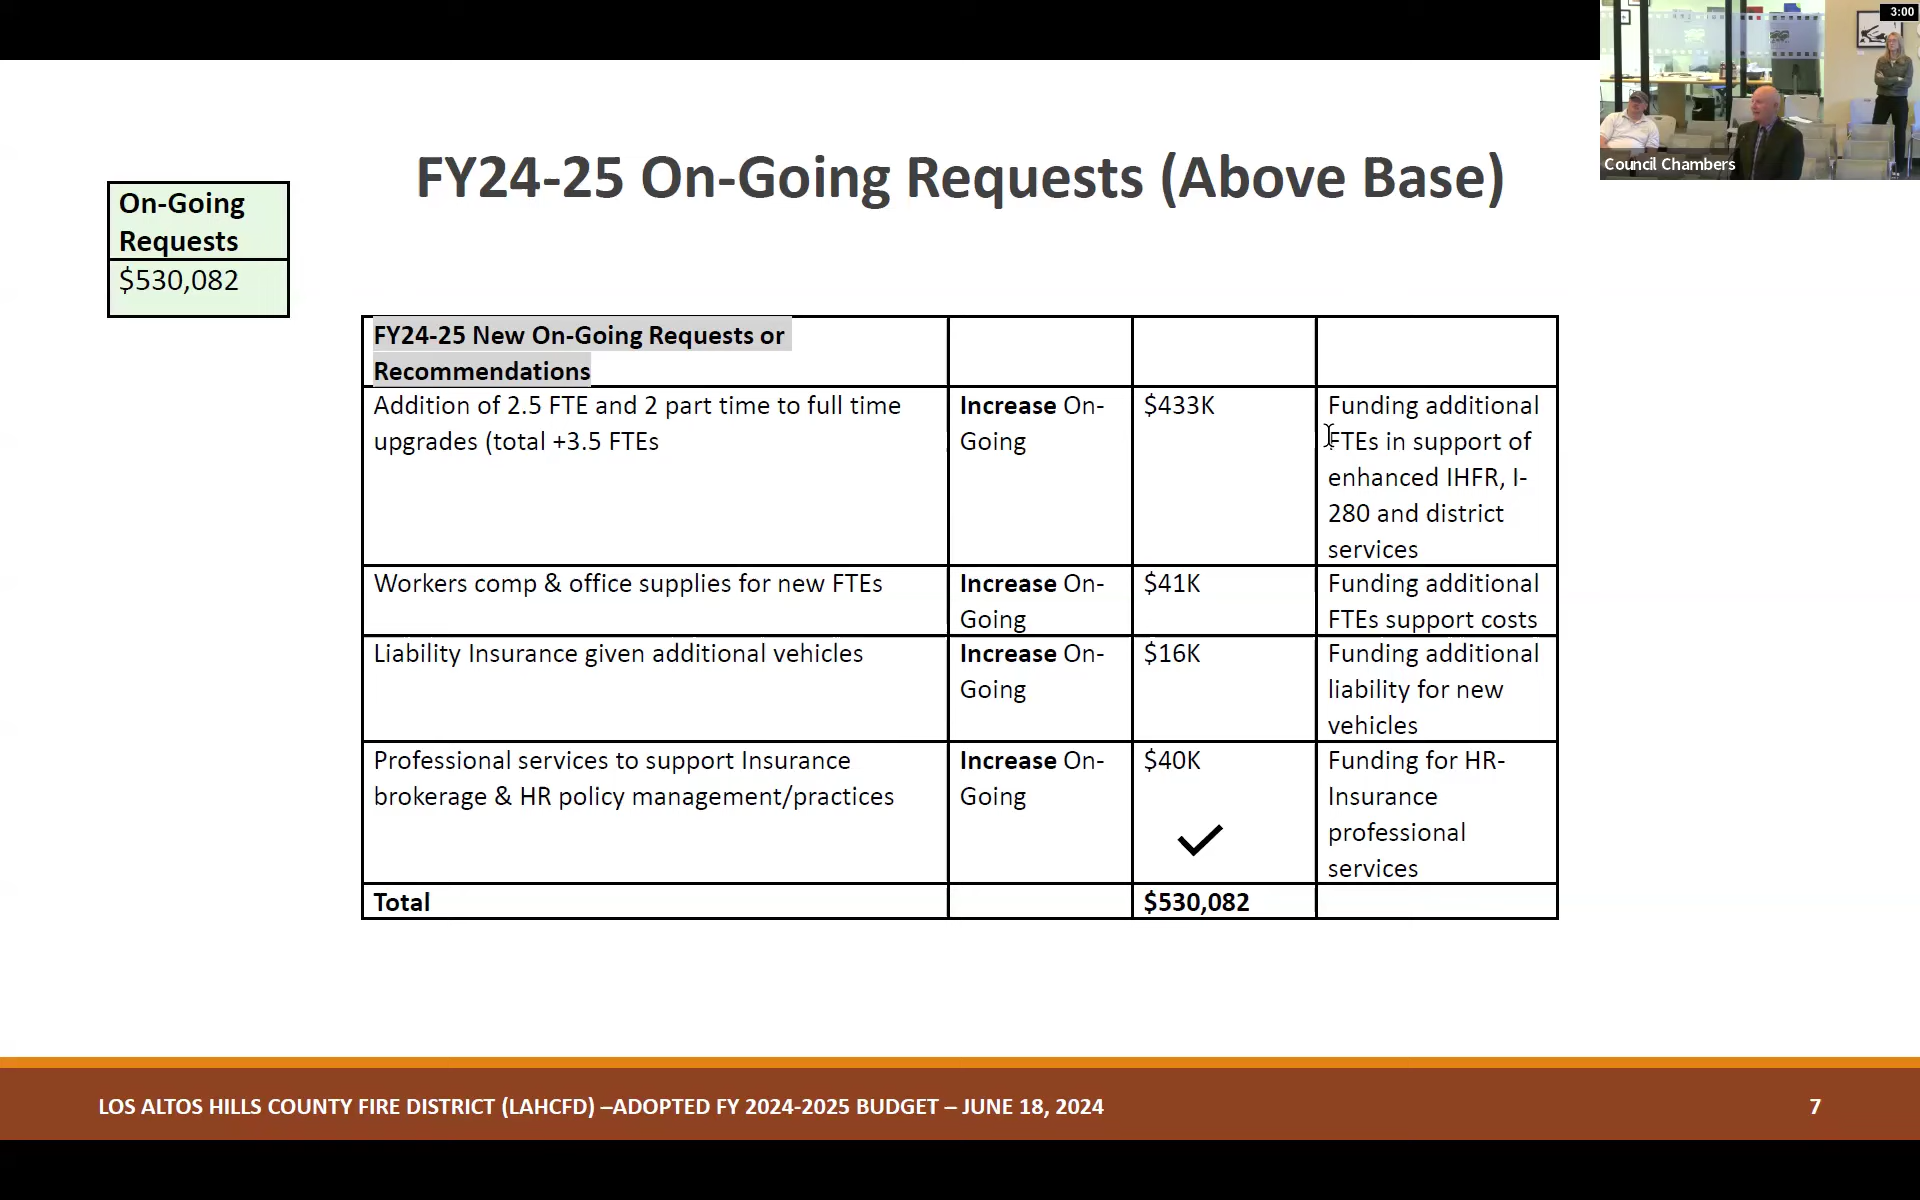 3:00
Council Chambers
FY24-25 On-Going Requests (Above Base)
On-Going
Requests
$530,082
FY24-25 New On-Going Requests or
Recommendations
Addition of 2.5 FTE and 2 part time to full time
upgrades (total +3.5 FTEs
Increase On-
Going
$433K
Funding additional
FTEs in support of
enhanced IHFR, I-
280 and district
services
Workers comp & office supplies for new FTEs
Increase On-
Going
$41K
Funding additional
FTEs support costs
Liability Insurance given additional vehicles
Increase On-
Going
$16K
Funding additional
liability for new
vehicles
Professional services to support Insurance
brokerage & HR policy management/practices
Increase On-
Going
$40K
Funding for HR-
Insurance
professional
services
Total
$530,082
LOS ALTOS HILLS COUNTY FIRE DISTRICT (LAHCFD) –ADOPTED FY 2024-2025 BUDGET – JUNE 18, 2024
7